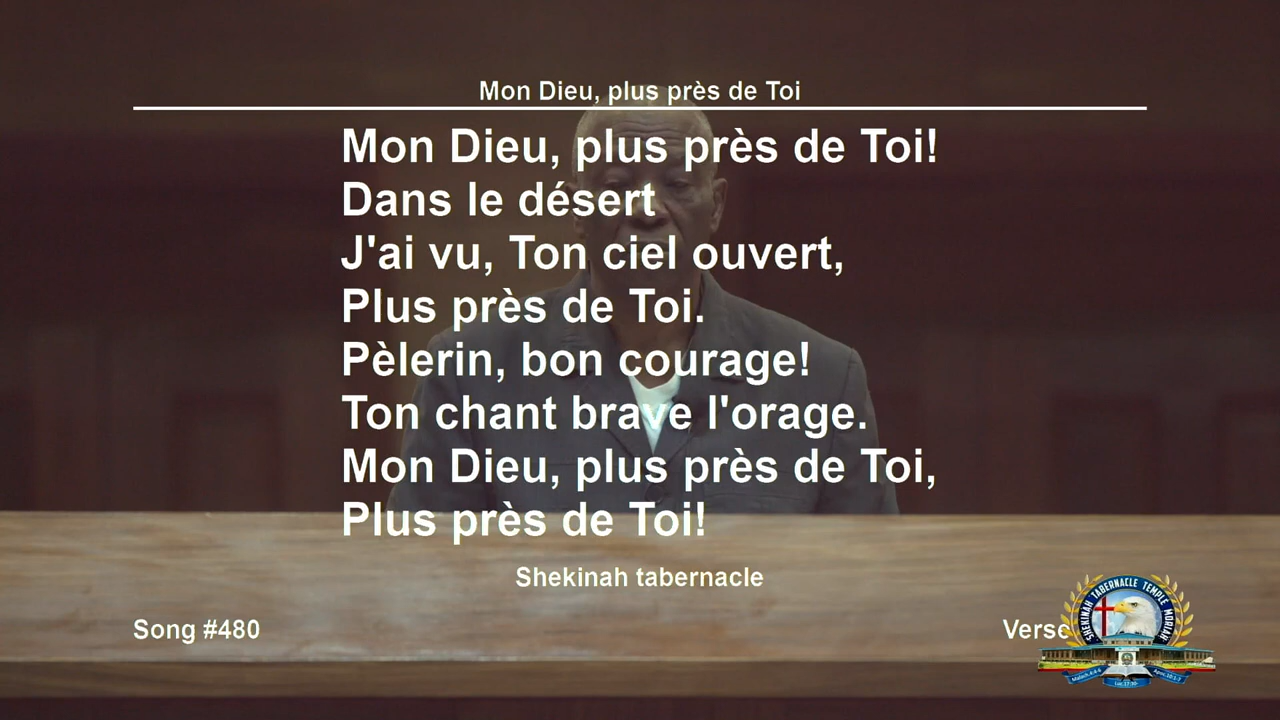 Mon Dieu, plus près de Toi
Mon Dieu, plus près de Toi!
Dans le désert
J'ai vu, Ton ciel ouvert,
Plus près de Toi.
Pèlerin, bon courage!
Ton chant brave l'orage.
Mon Dieu, plus près de Toi,
Plus près de Toi!
Shekinah tabernacle
Song #480
Verse
SHEKINAH TABERNACLE TEMPLE MORIAH